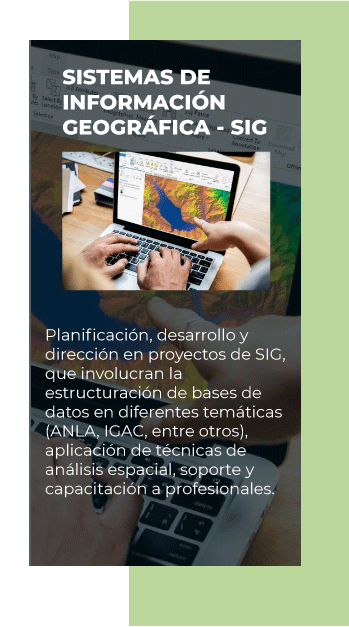 SISTEMAS DE
INFORMACIÓN
GEOGRÁFICA - SIG
Planificación, desarrollo y
dirección en proyectos de SIG,
que involucran la
estructuración de bases de
datos en diferentes temáticas
(ANLA, IGAC, entre otros),
aplicación de técnicas de
análisis espacial, soporte y
capacitación a profesionales.